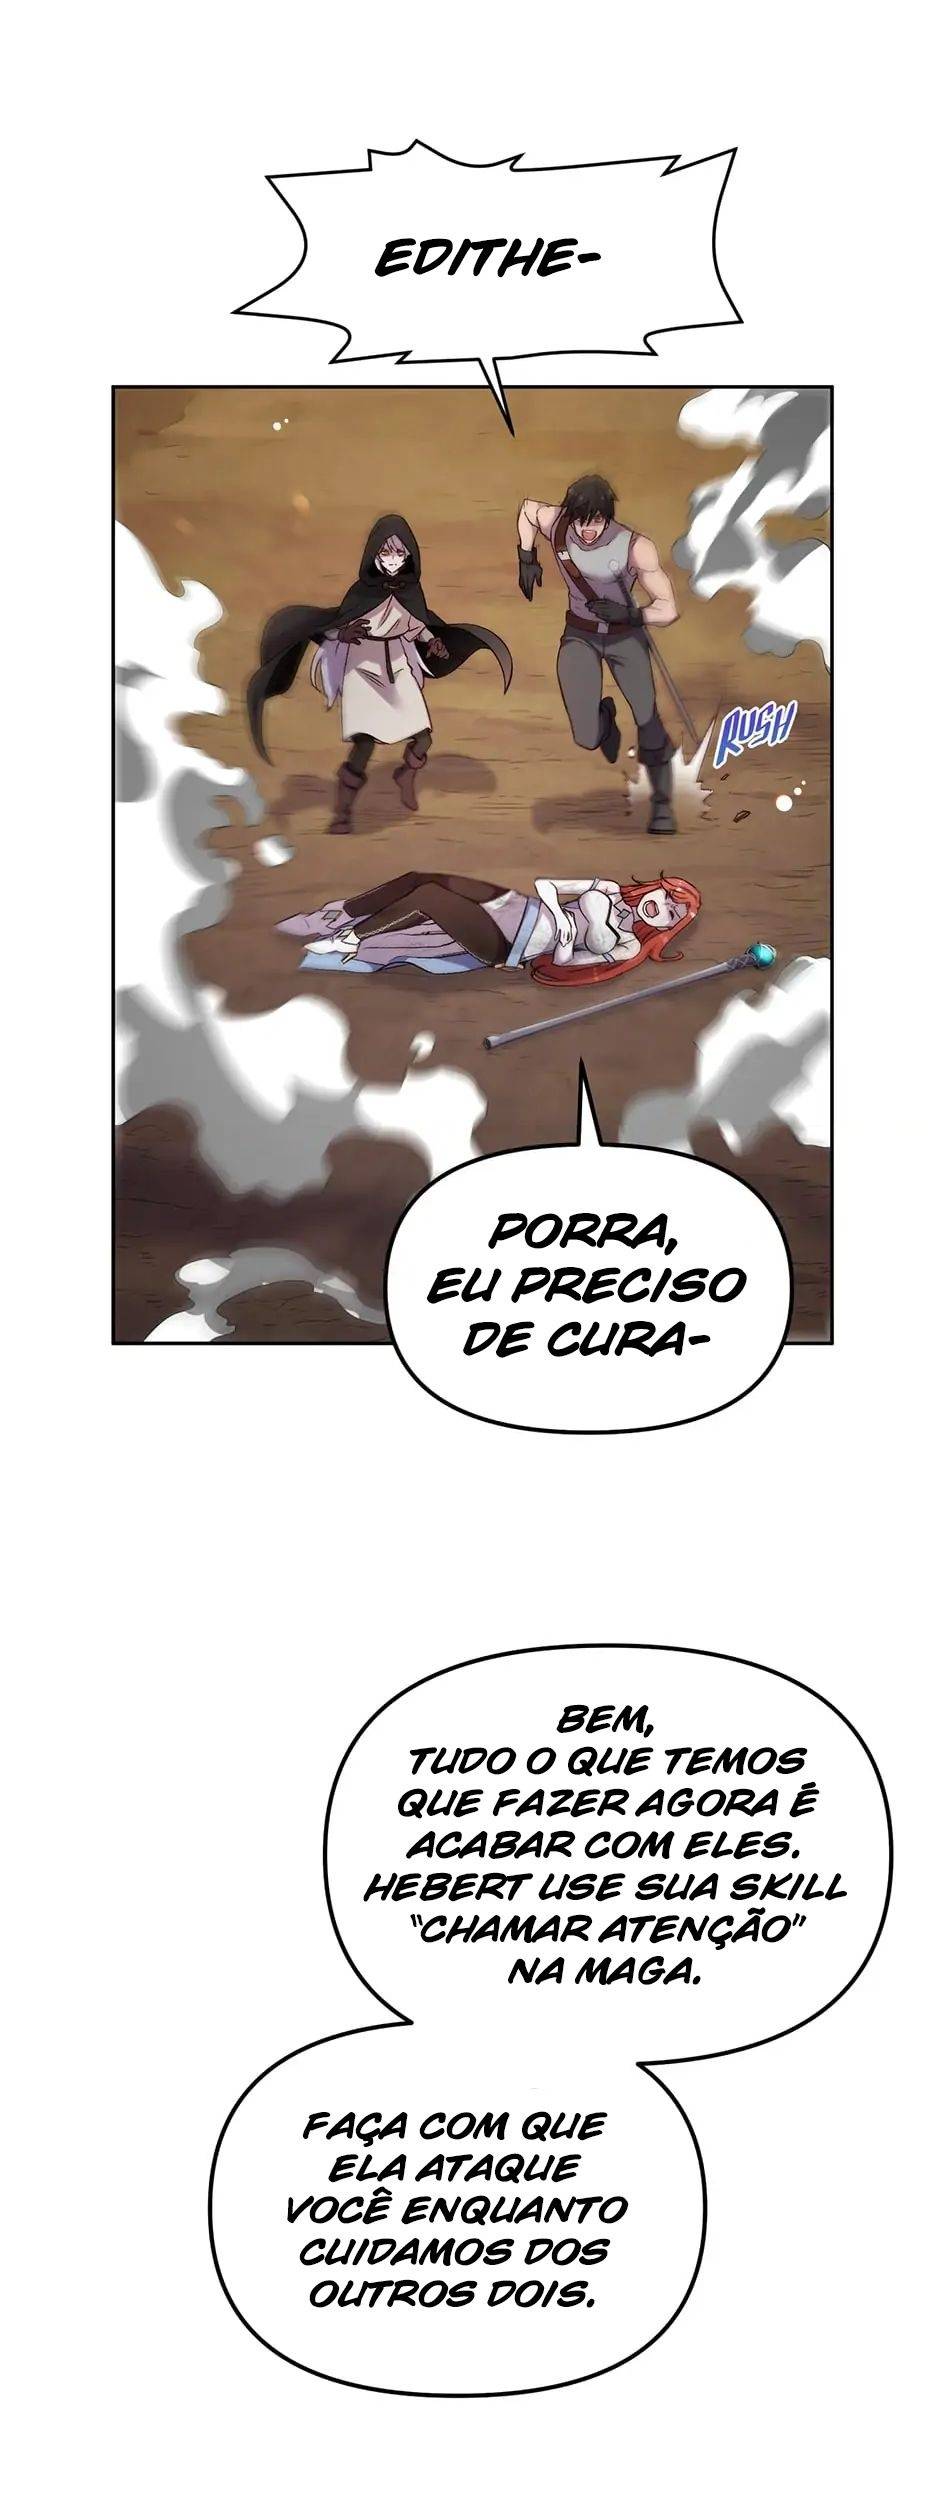 EDITHE-
RUSH
PORRA,
EU PRECISO
DE CURA-
BEM,
TUDO O QUE TEMOS
QUE FAZER AGORA É
ACABAR COM ELES.
HEBERT USE SUA SKILL
"CHAMAR ATENÇÃO"
NA MAGA.
FAÇA COM QUE
ELA ATAQUE
VOCÊ ENQUANTO
CUIDAMOS DOS
OUTROS DOIS.